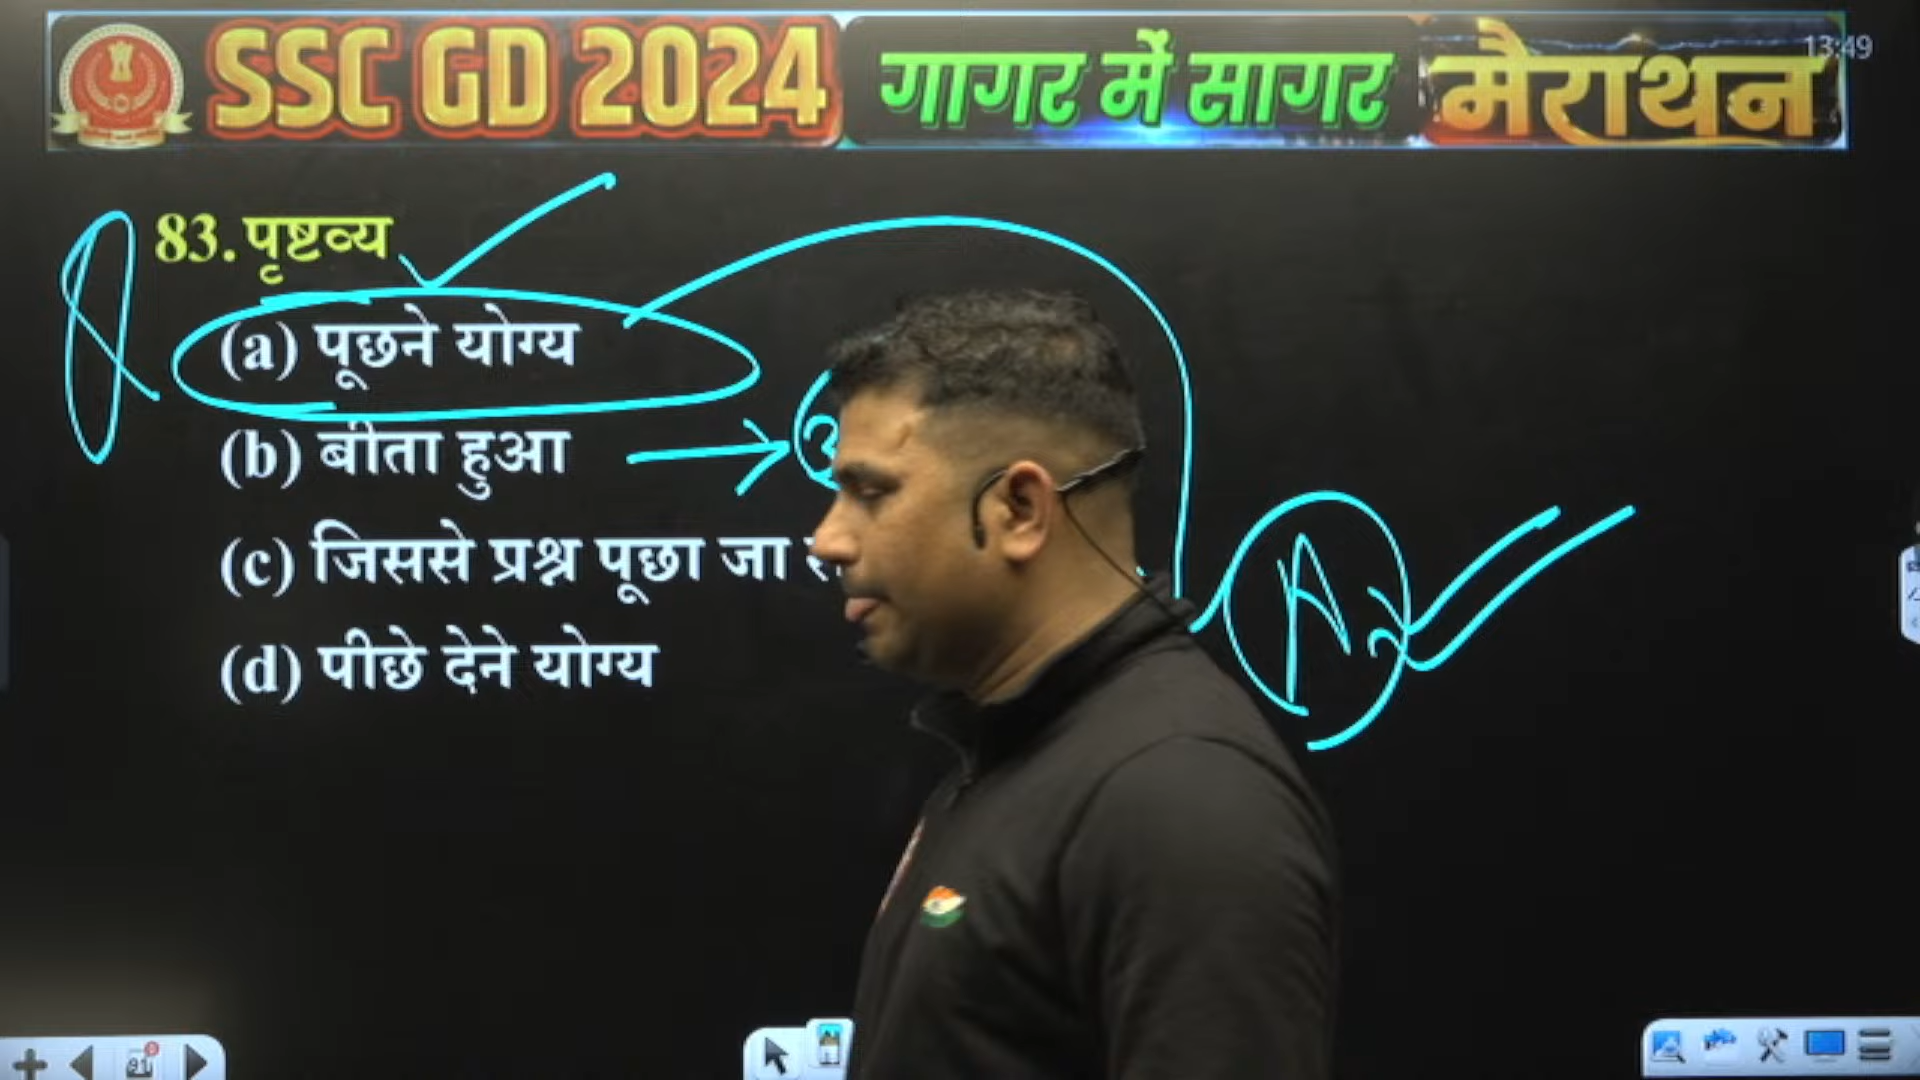 SSC GD 2024 गागर में सागर मैराथन
13:49
83. पृष्टव्य
(a) पूछने योग्य
(b) बीता हुआ
(c) जिससे प्रश्न पूछा जा
(d) पीछे देने योग्य
A